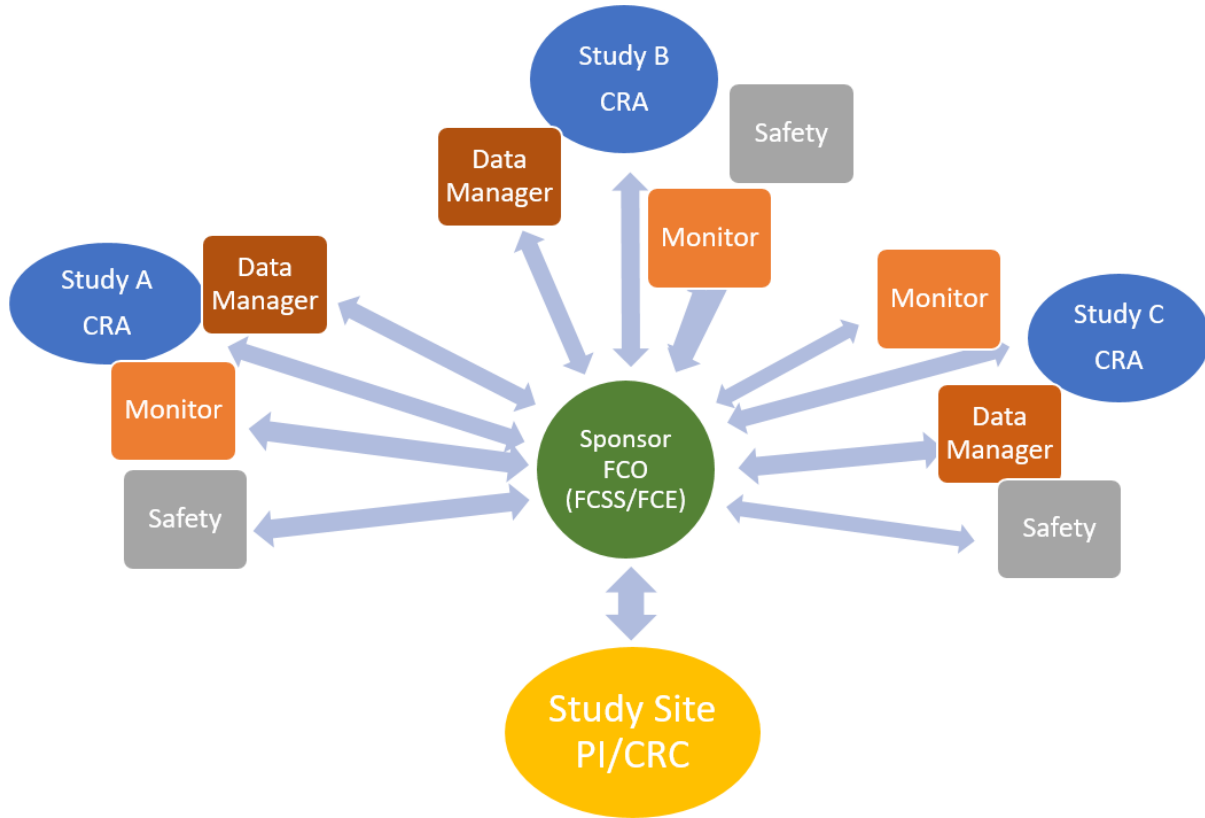 Study B
CRA
Safety
Data
Manager
Monitor
Study A
CRA
Data
Manager
Monitor
Safety
Monitor
Study C
CRA
Data
Manager
Safety
Sponsor
FCO
(FCSS/FCE)
Study Site
PI/CRC